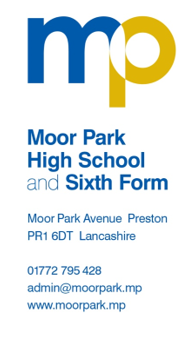 mp
Moor Park
High School
and Sixth Form
Moor Park Avenue Preston
PR1 6DT Lancashire
01772 795 428
admin@moorpark.mp
www.moorpark.mp